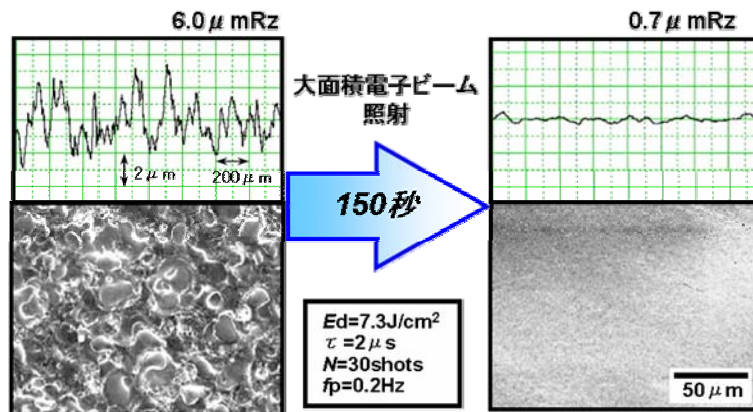 6.0μmRz
0.7μmRz
2μm
200μm
大面積電子ビーム
照射
150秒
Ed=7.3J/cm²
τ=2μs
N=30shots
fp=0.2Hz
50μm